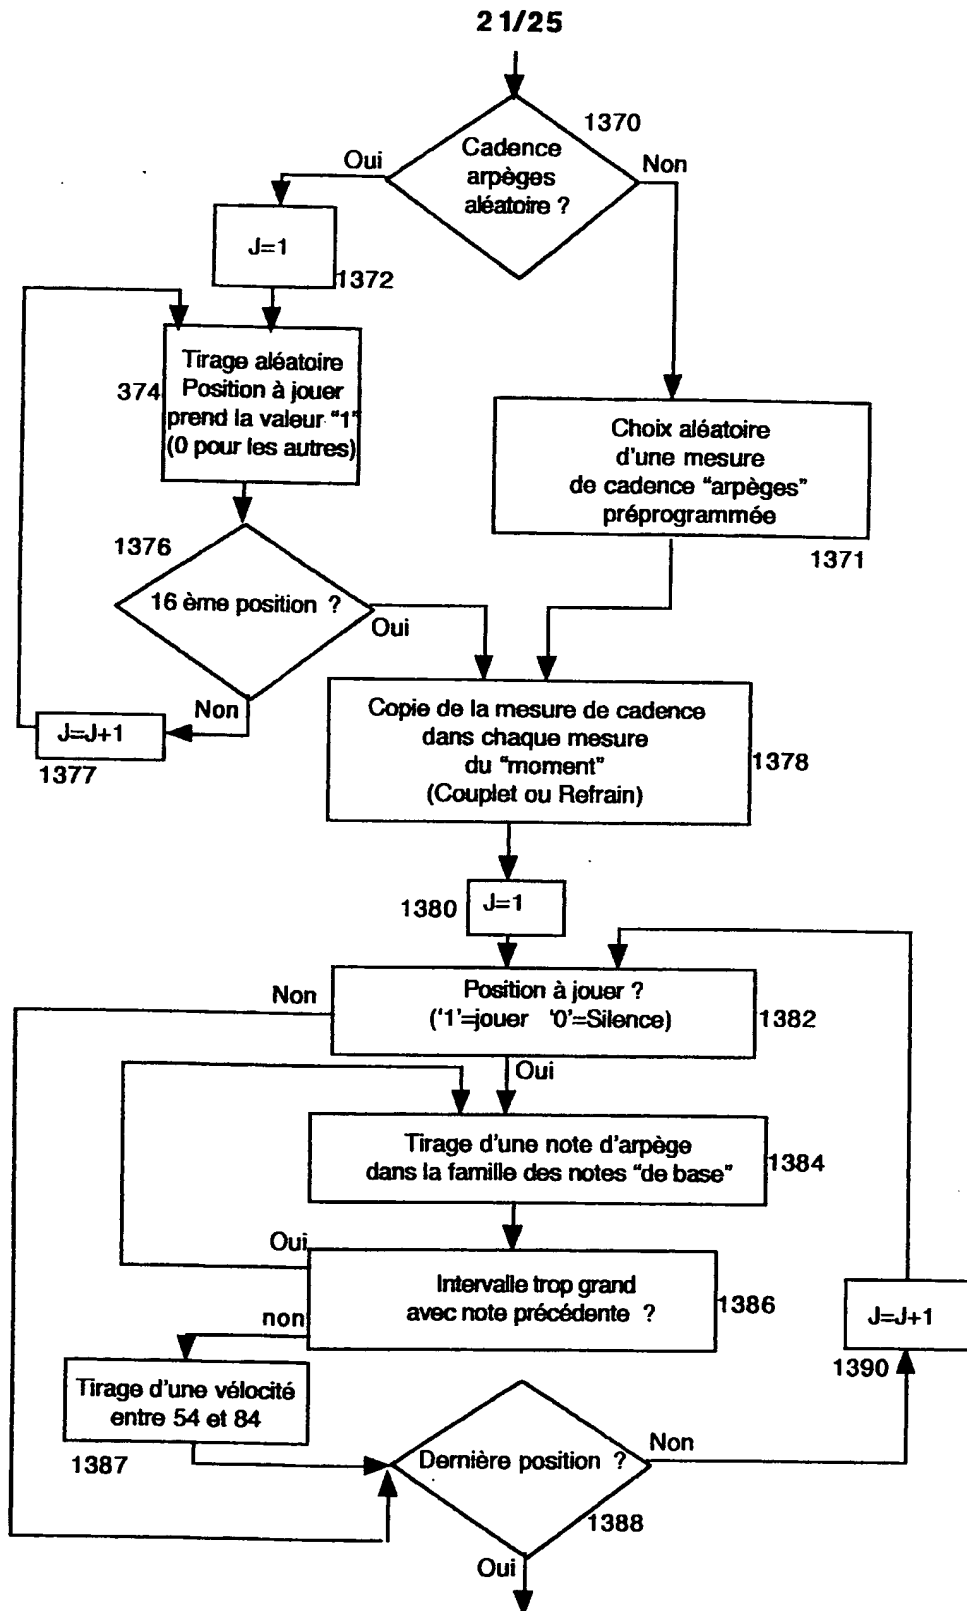 21/25
1370
Cadence
arpèges
aléatoire ?
Oui
Non
J=1
1372
Tirage aléatoire
Position à jouer
prend la valeur "1"
(0 pour les autres)
374
Choix aléatoire
d'une mesure
de cadence "arpèges"
préprogrammée
1371
1376
16 ème position ?
Oui
Non
J=J+1
1377
Copie de la mesure de cadence
dans chaque mesure
du "moment"
(Couplet ou Refrain)
1378
1380
J=1
Non
Position à jouer ?
('1'=jouer '0'=Silence)
1382
Oui
Tirage d'une note d'arpège
dans la famille des notes "de base"
1384
Oui
Intervalle trop grand
avec note précédente ?
1386
non
J=J+1
1390
Tirage d'une vélocité
entre 54 et 84
1387
Dernière position ?
Non
1388
Oui